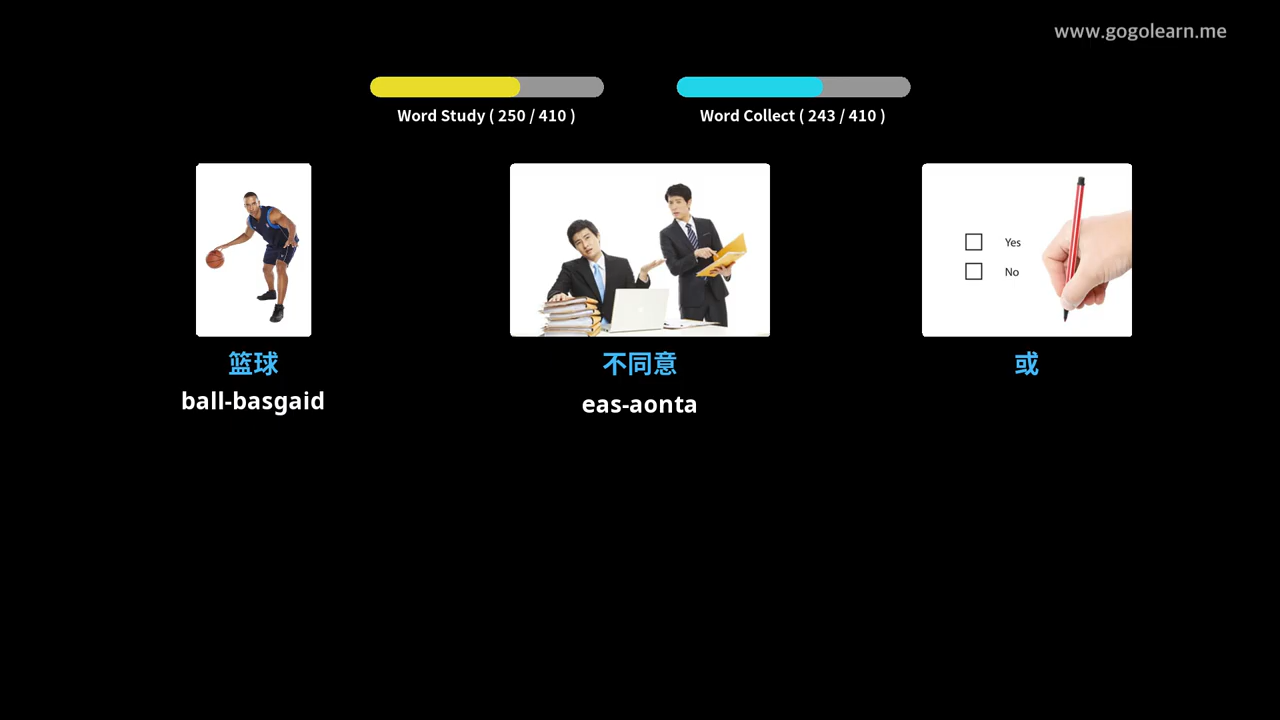 www.gogolearn.me
Word Study ( 250 / 410 )
Word Collect ( 243 / 410 )
Yes
No
篮球
不同意
或
ball-basgaid
eas-aonta